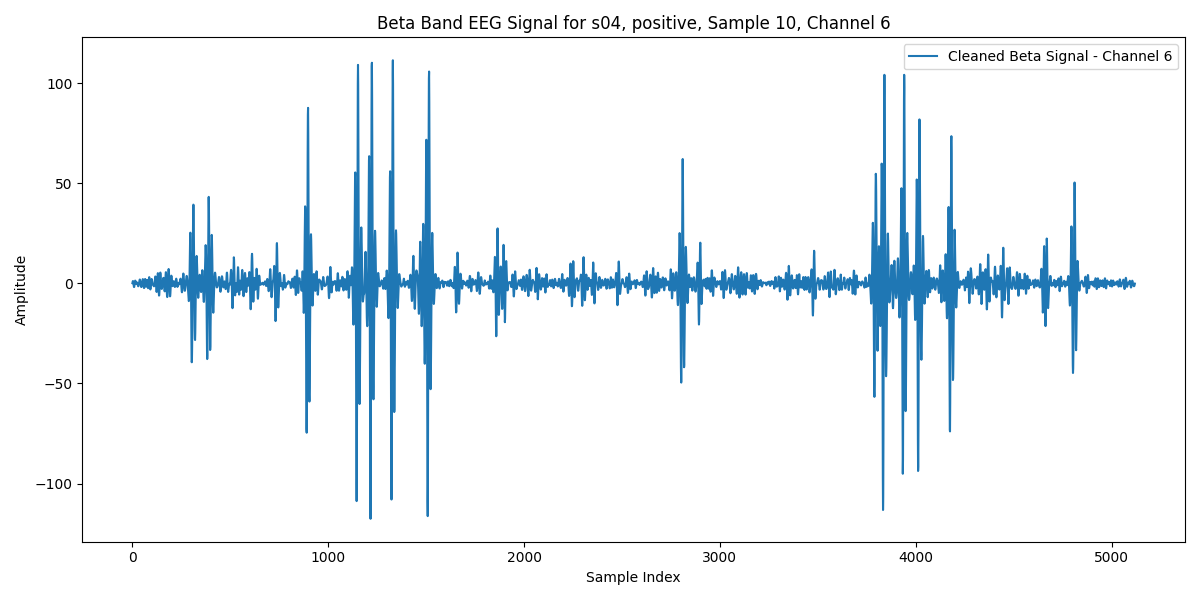 Beta Band EEG Signal for s04, positive, Sample 10, Channel 6
Cleaned Beta Signal - Channel 6
Amplitude
100
50
0
−50
−100
0 1000 2000 3000 4000 5000
Sample Index